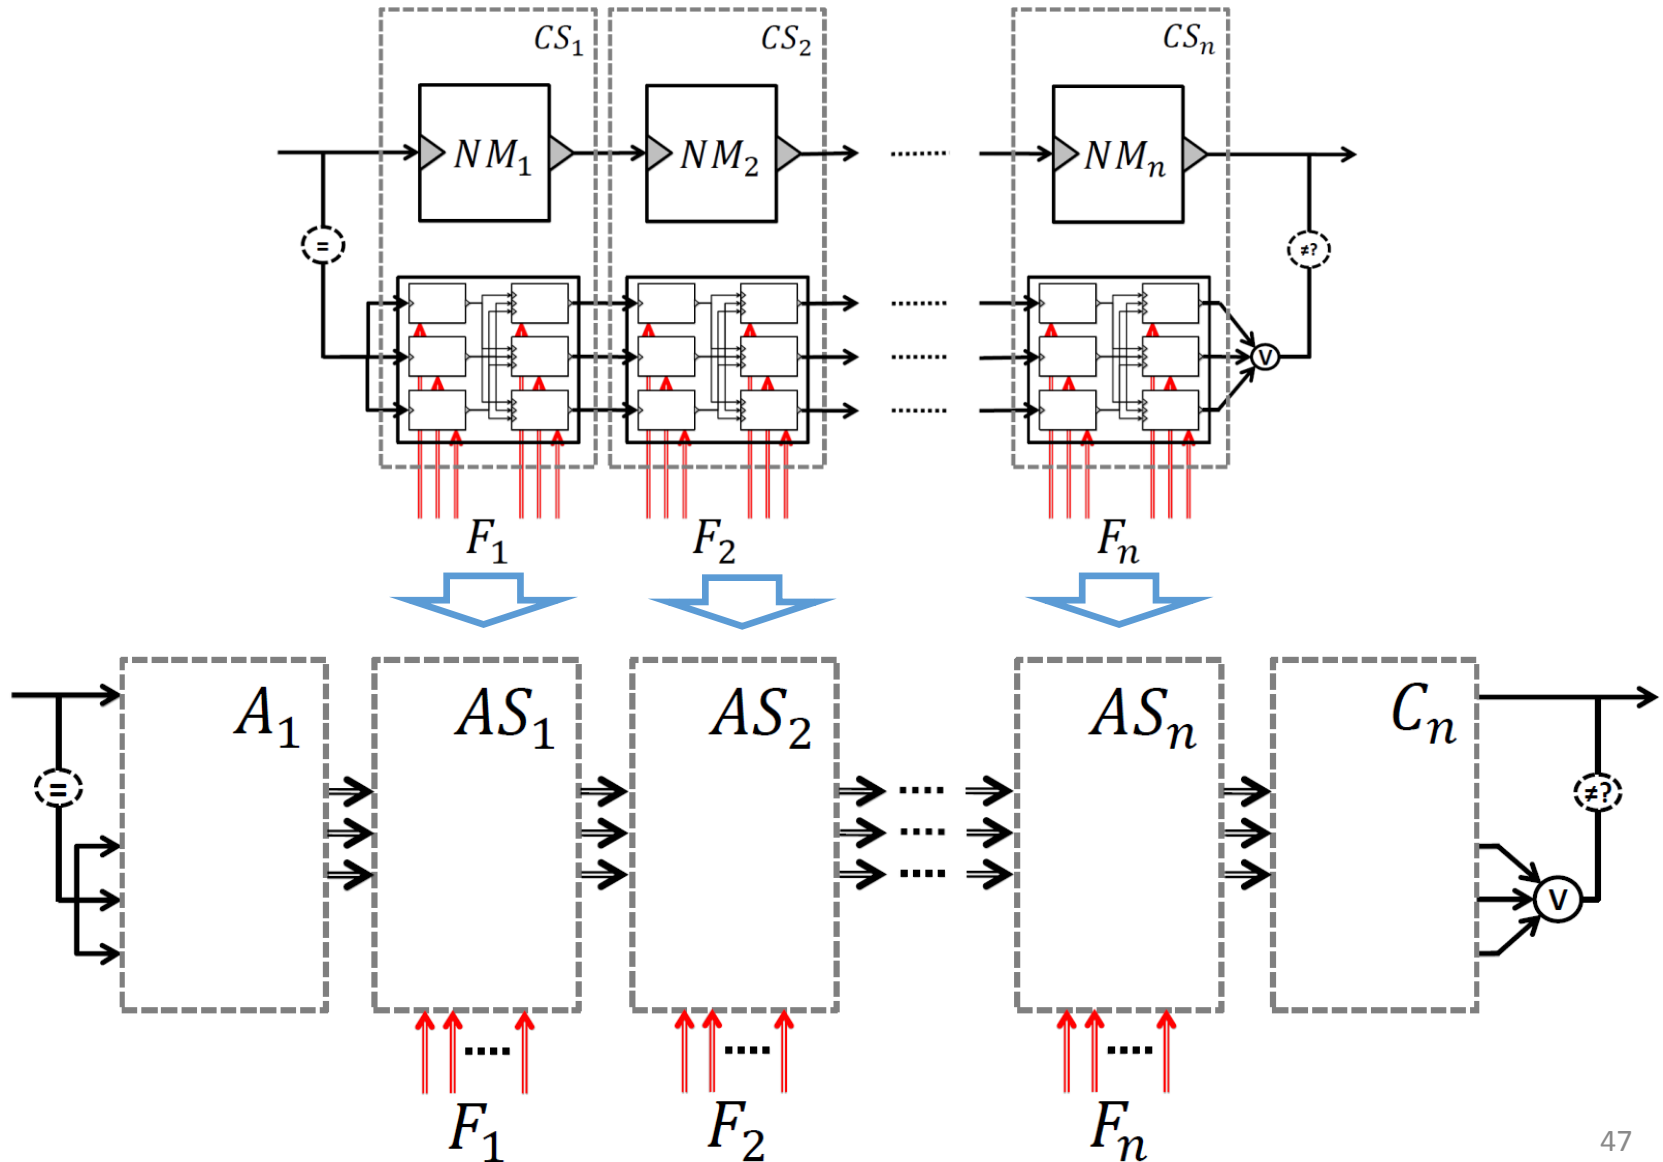 CS₁ CS₂ CSₙ
NM₁ NM₂ ........ NMₙ
= ≠?
V
F₁ F₂ Fₙ
A₁ AS₁ AS₂ ASₙ Cₙ
= ≠?
V
F₁ F₂ Fₙ
47